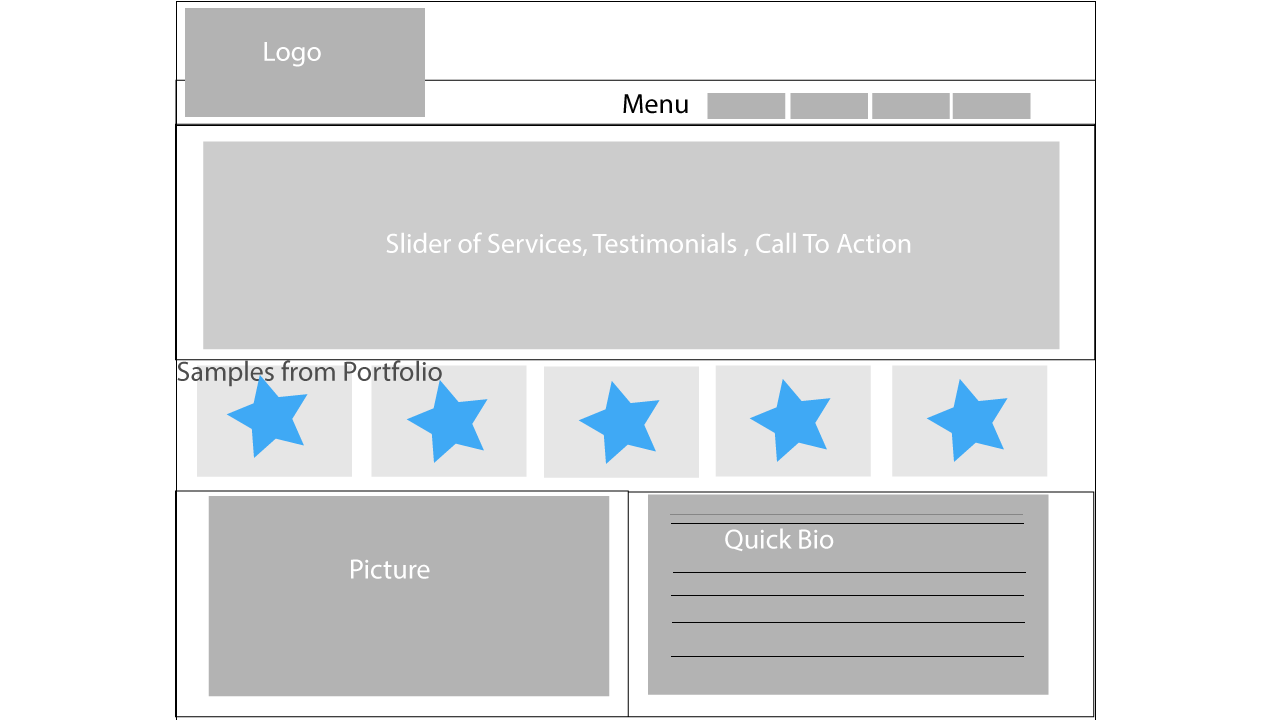 Logo
Menu
Slider of Services, Testimonials , Call To Action
Samples from Portfolio
Picture
Quick Bio